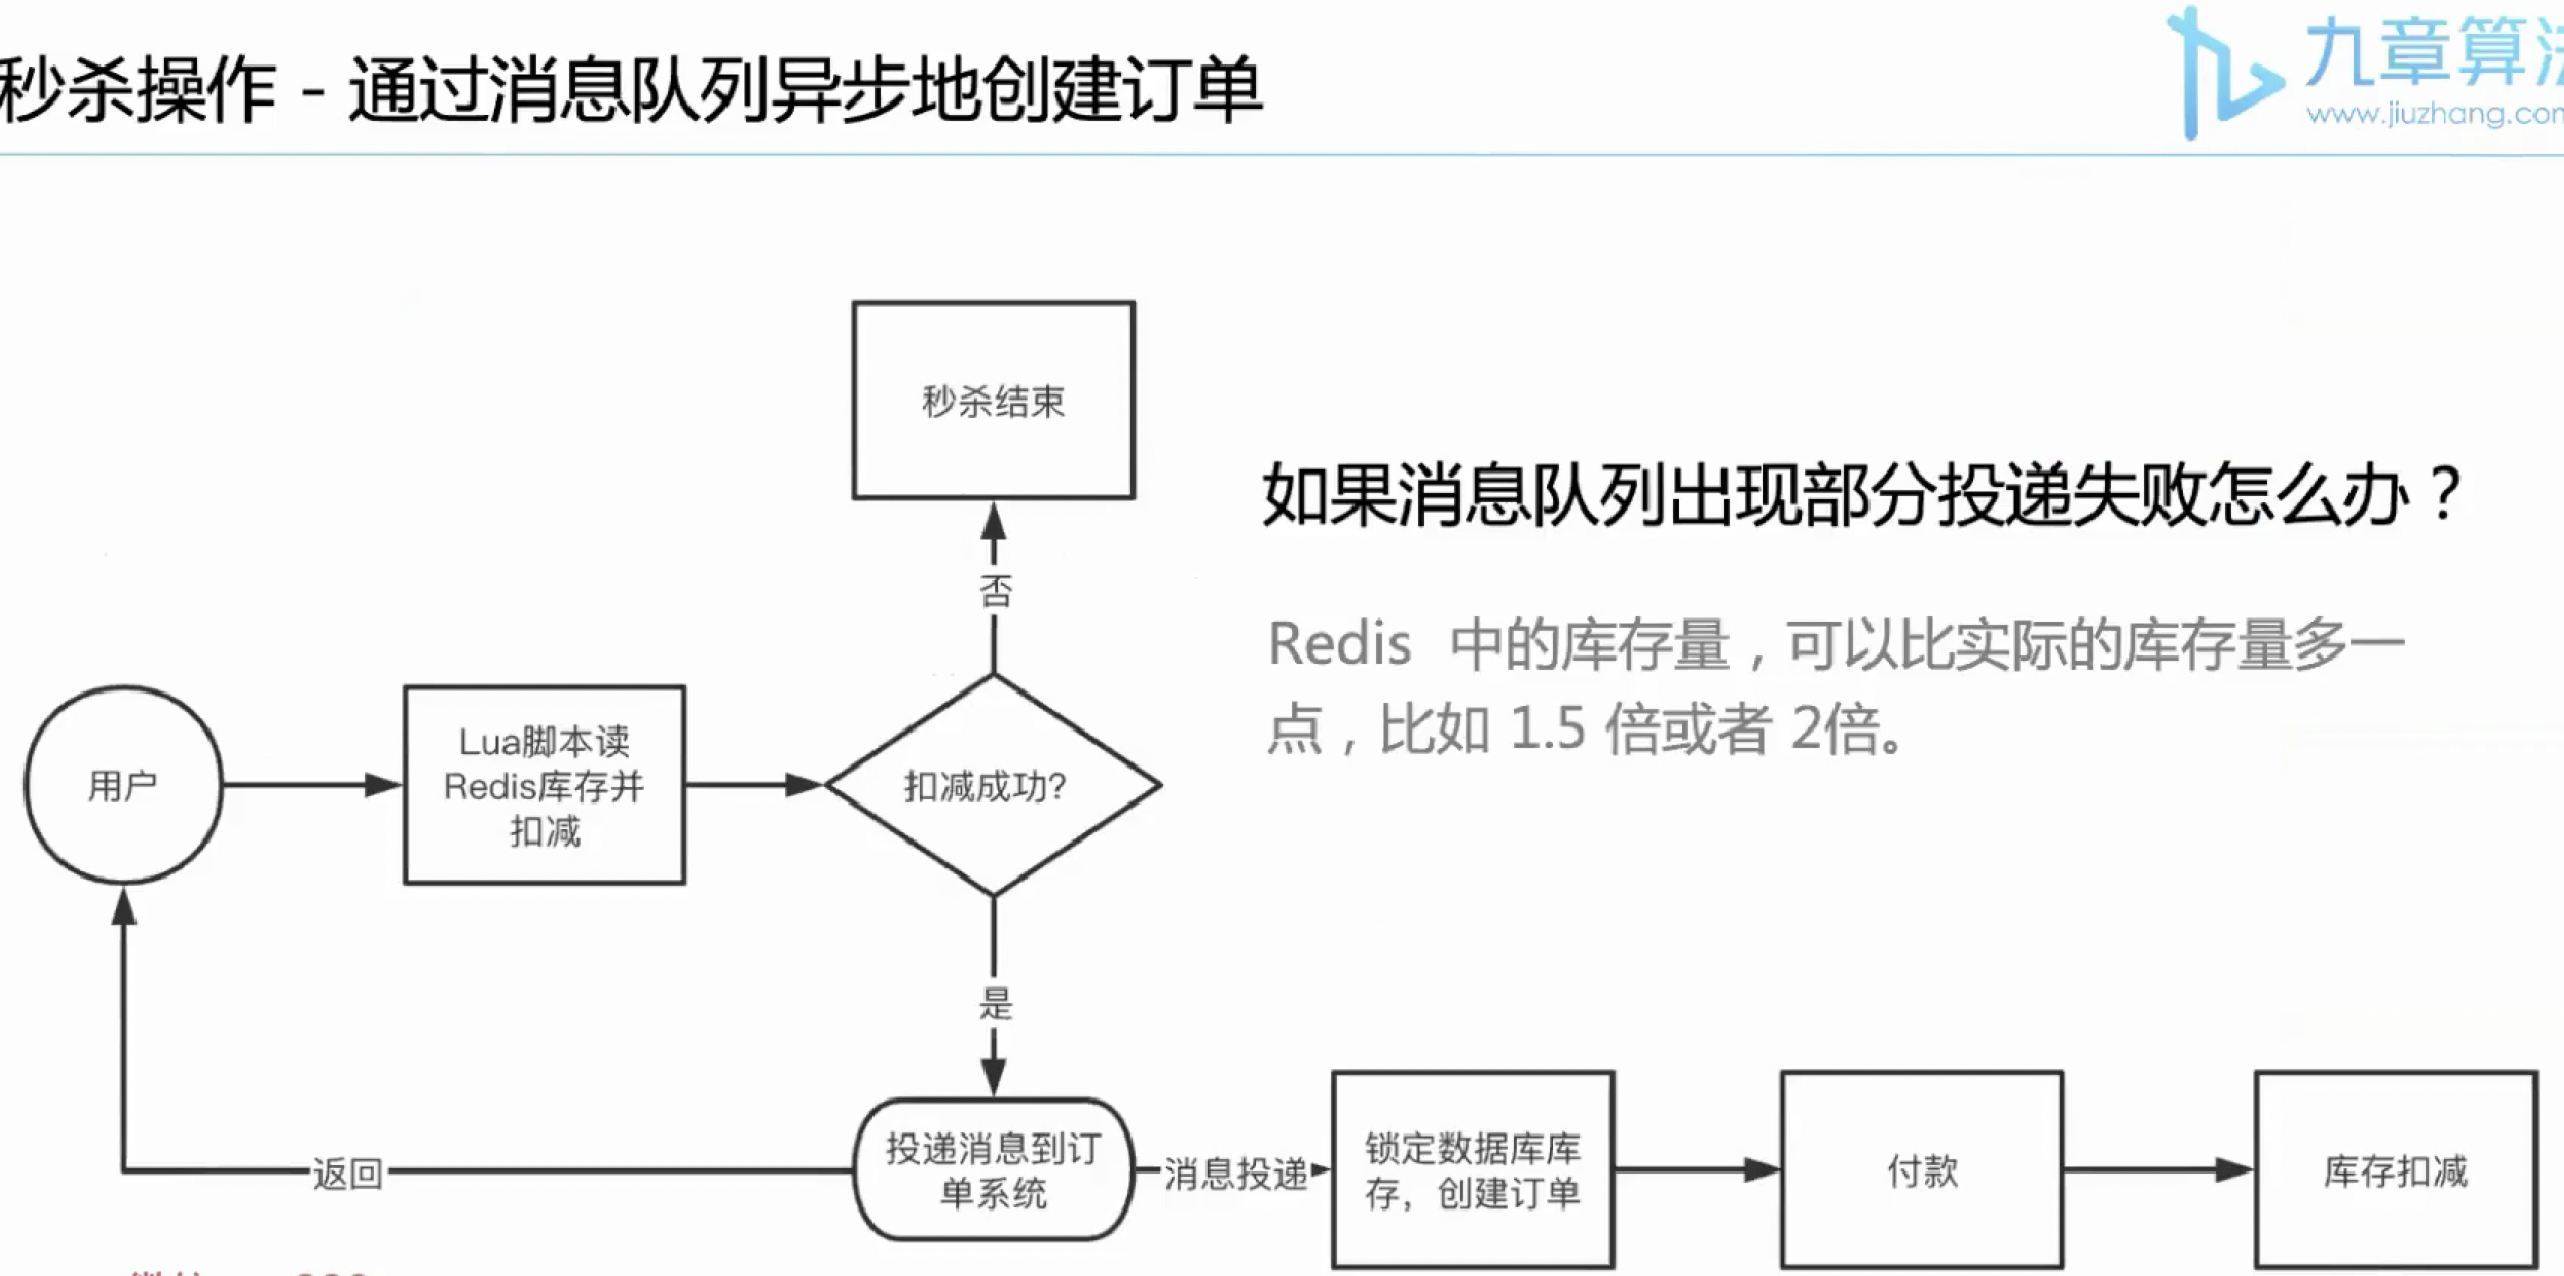 秒杀操作 - 通过消息队列异步地创建订单
九章算法
www.jiuzhang.com
秒杀结束
如果消息队列出现部分投递失败怎么办？
否
Redis 中的库存量，可以比实际的库存量多一
点，比如 1.5 倍或者 2倍。
用户
Lua脚本读
Redis库存并
扣减
扣减成功?
是
投递消息到订
单系统
返回
消息投递
锁定数据库库
存，创建订单
付款
库存扣减